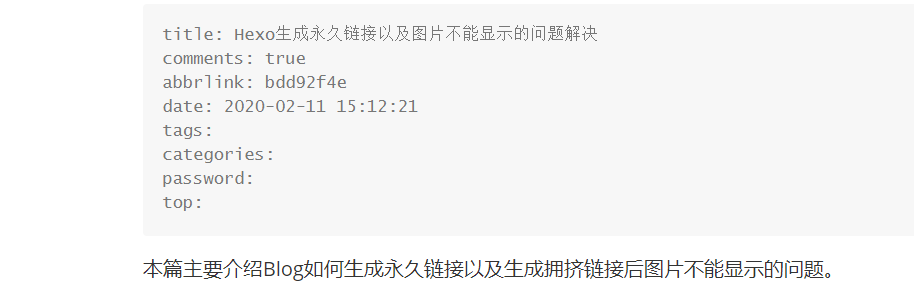 title: Hexo生成永久链接以及图片不能显示的问题解决
comments: true
abbrlink: bdd92f4e
date: 2020-02-11 15:12:21
tags:
categories:
password:
top:
本篇主要介绍Blog如何生成永久链接以及生成拥挤链接后图片不能显示的问题。